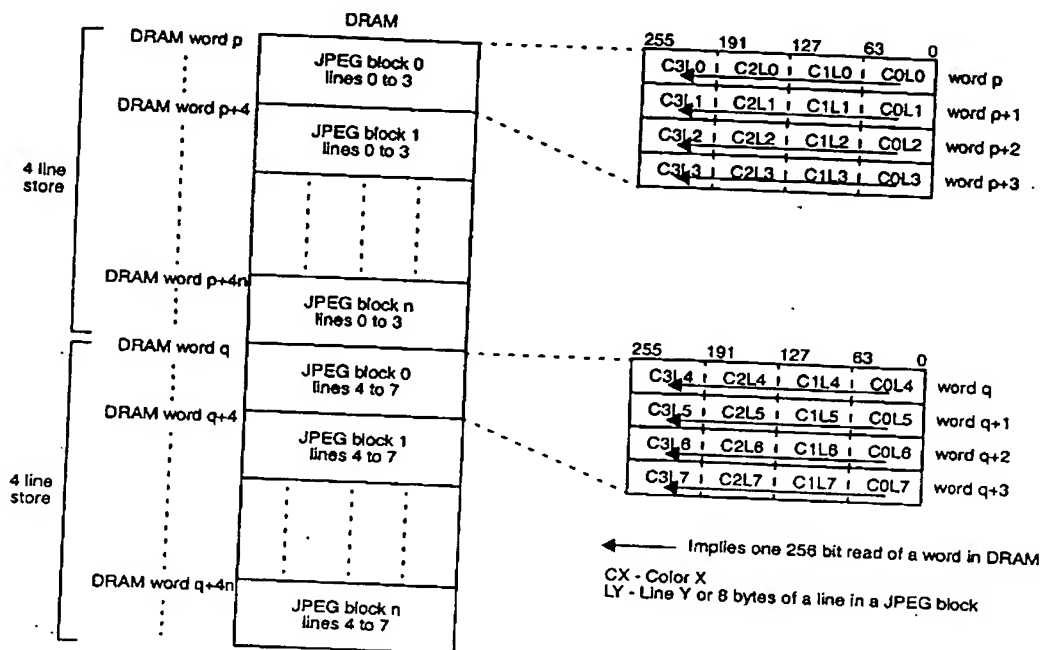 DRAM
DRAM word p
JPEG block 0
lines 0 to 3
DRAM word p+4
JPEG block 1
lines 0 to 3
4 line
store
DRAM word p+4n
JPEG block n
lines 0 to 3
DRAM word q
JPEG block 0
lines 4 to 7
DRAM word q+4
JPEG block 1
lines 4 to 7
4 line
store
DRAM word q+4n
JPEG block n
lines 4 to 7
255 191 127 63 0
C3L0 C2L0 C1L0 C0L0 word p
C3L1 C2L1 C1L1 C0L1 word p+1
C3L2 C2L2 C1L2 C0L2 word p+2
C3L3 C2L3 C1L3 C0L3 word p+3
255 191 127 63 0
C3L4 C2L4 C1L4 C0L4 word q
C3L5 C2L5 C1L5 C0L5 word q+1
C3L6 C2L6 C1L6 C0L6 word q+2
C3L7 C2L7 C1L7 C0L7 word q+3
Implies one 256 bit read of a word in DRAM
CX - Color X
LY - Line Y or 8 bytes of a line in a JPEG block